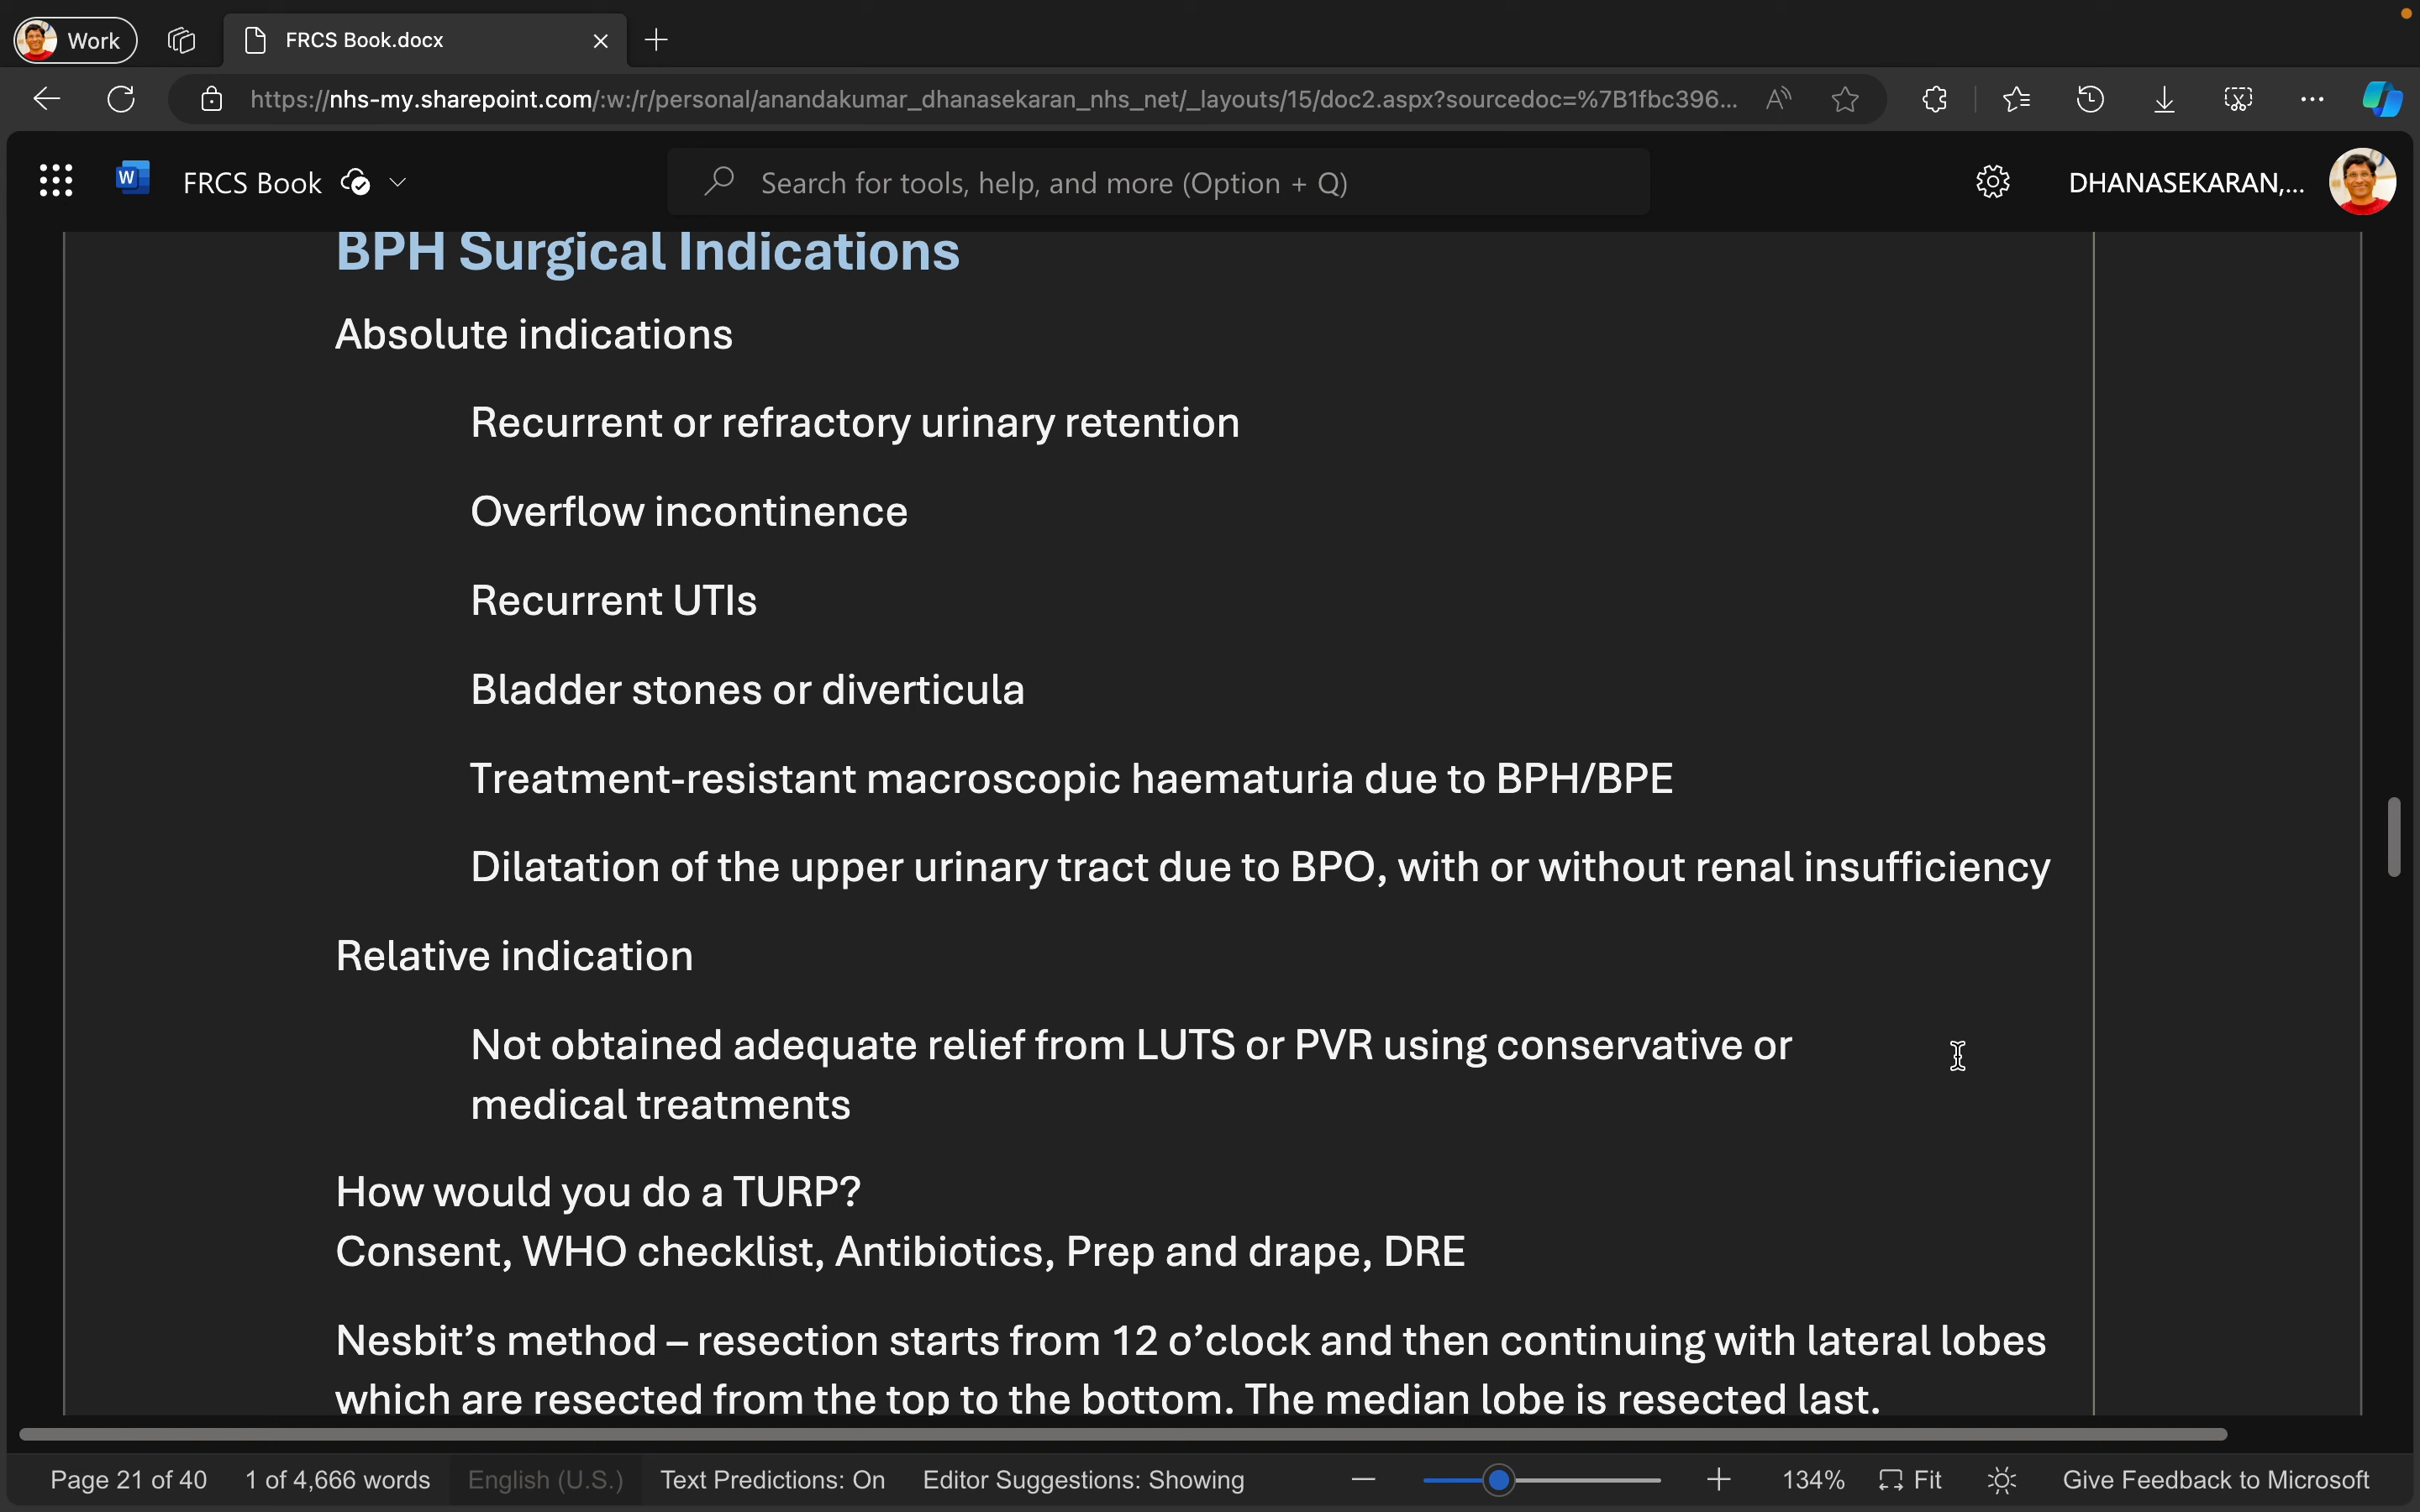 Work
FRCS Book.docx
https://nhs-my.sharepoint.com/:w:/r/personal/anandakumar_dhanasekaran_nhs_net/_layouts/15/doc2.aspx?sourcedoc=%7B1fbc396...
W
FRCS Book
Search for tools, help, and more (Option + Q)
DHANASEKARAN,...
BPH Surgical Indications
Absolute indications
Recurrent or refractory urinary retention
Overflow incontinence
Recurrent UTIs
Bladder stones or diverticula
Treatment-resistant macroscopic haematuria due to BPH/BPE
Dilatation of the upper urinary tract due to BPO, with or without renal insufficiency
Relative indication
Not obtained adequate relief from LUTS or PVR using conservative or
medical treatments
How would you do a TURP?
Consent, WHO checklist, Antibiotics, Prep and drape, DRE
Nesbit’s method – resection starts from 12 o’clock and then continuing with lateral lobes
which are resected from the top to the bottom. The median lobe is resected last.
Page 21 of 40 1 of 4,666 words English (U.S.) Text Predictions: On Editor Suggestions: Showing 134% Fit Give Feedback to Microsoft